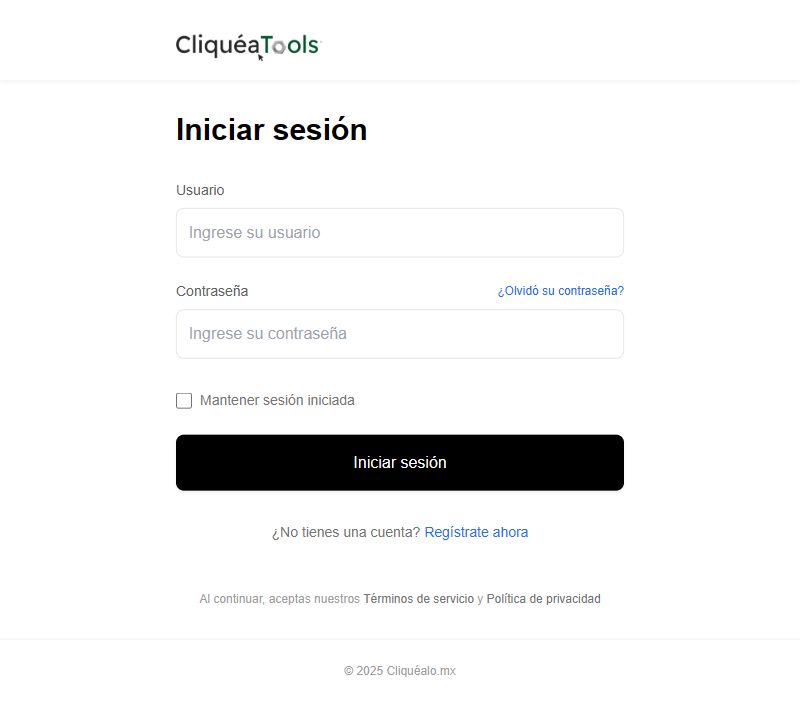 CliquéaTools
Iniciar sesión
Usuario
Ingrese su usuario
Contraseña ¿Olvidó su contraseña?
Ingrese su contraseña
Mantener sesión iniciada
Iniciar sesión
¿No tienes una cuenta? Regístrate ahora
Al continuar, aceptas nuestros Términos de servicio y Política de privacidad
© 2025 Cliquéalo.mx